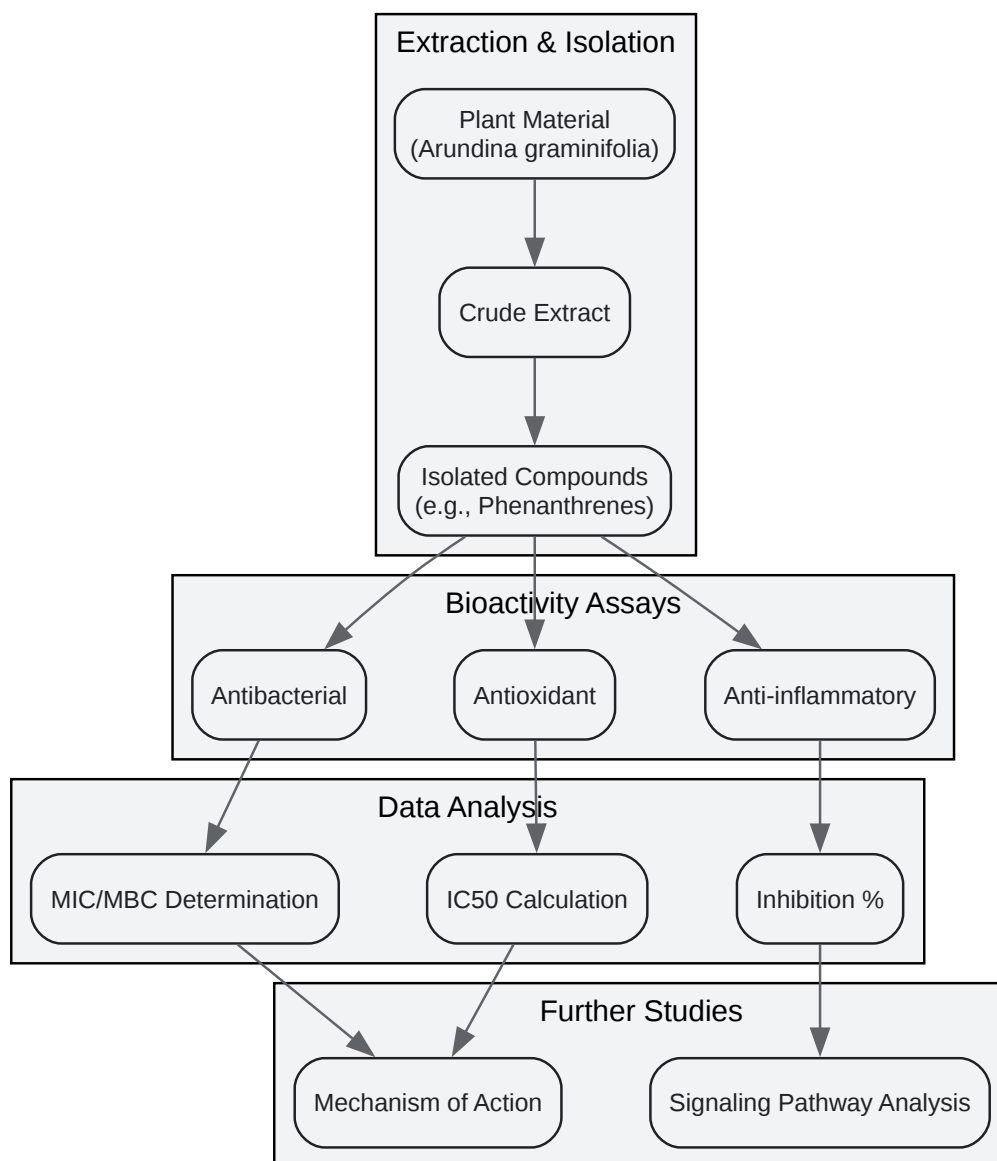 Extraction & Isolation
Plant Material
(Arundina graminifolia)
Crude Extract
Isolated Compounds
(e.g., Phenanthrenes)
Bioactivity Assays
Antibacterial
Antioxidant
Anti-inflammatory
Data Analysis
MIC/MBC Determination
IC50 Calculation
Inhibition %
Further Studies
Mechanism of Action
Signaling Pathway Analysis